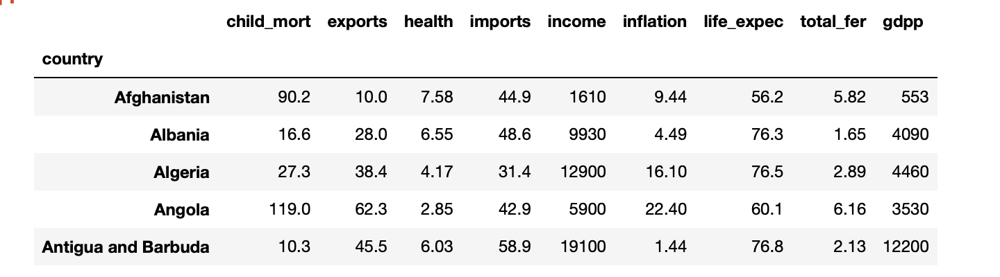 child_mort exports health imports income inflation life_expec total_fer gdpp
country
Afghanistan 90.2 10.0 7.58 44.9 1610 9.44 56.2 5.82 553
Albania 16.6 28.0 6.55 48.6 9930 4.49 76.3 1.65 4090
Algeria 27.3 38.4 4.17 31.4 12900 16.10 76.5 2.89 4460
Angola 119.0 62.3 2.85 42.9 5900 22.40 60.1 6.16 3530
Antigua and Barbuda 10.3 45.5 6.03 58.9 19100 1.44 76.8 2.13 12200